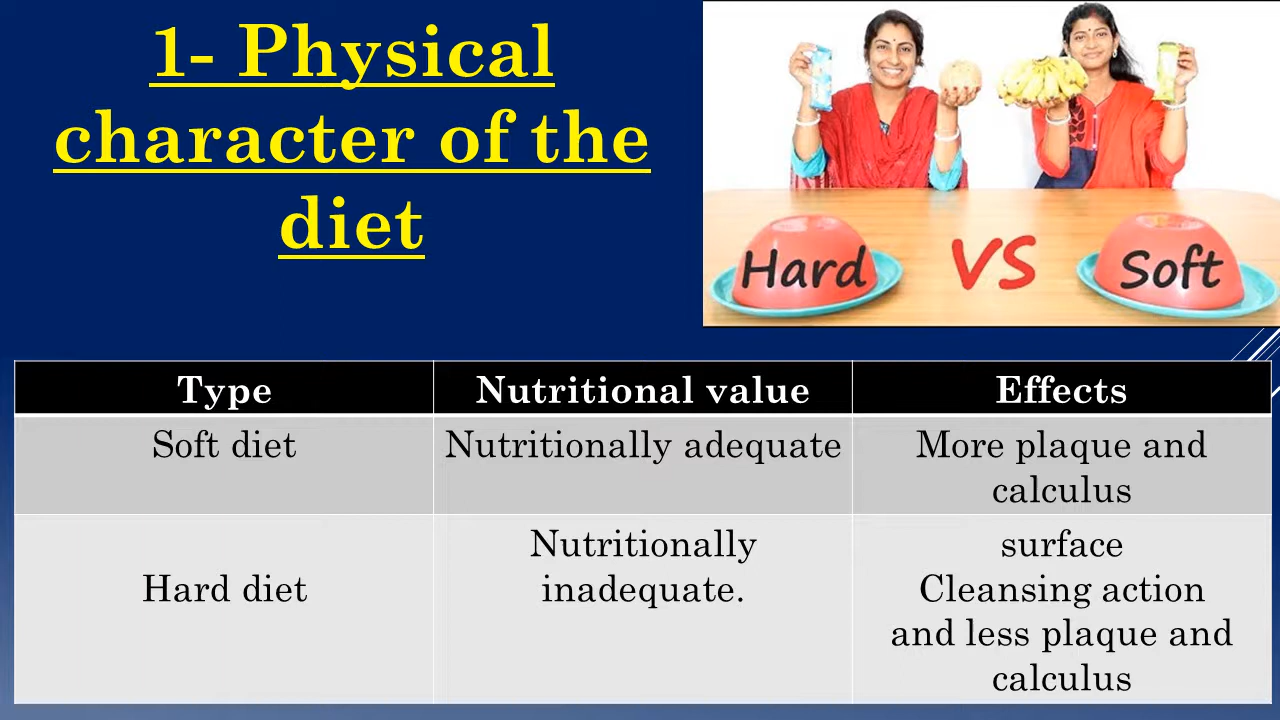 1- Physical
character of the
diet
Hard VS Soft
Type Nutritional value Effects
Soft diet Nutritionally adequate More plaque and
calculus
Hard diet Nutritionally
inadequate. surface
Cleansing action
and less plaque and
calculus